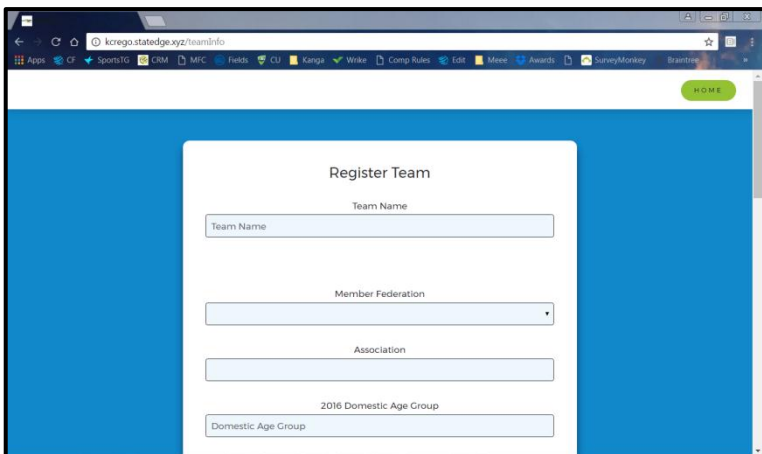 kcrego.statedge.xyz/teamInfo
Apps CF SportsTG CRM MFC Fields CU Kanga Wrike Comp Rules Edit Meee Awards SurveyMonkey Braintree »
HOME
Register Team
Team Name
Team Name
Member Federation
Association
2016 Domestic Age Group
Domestic Age Group